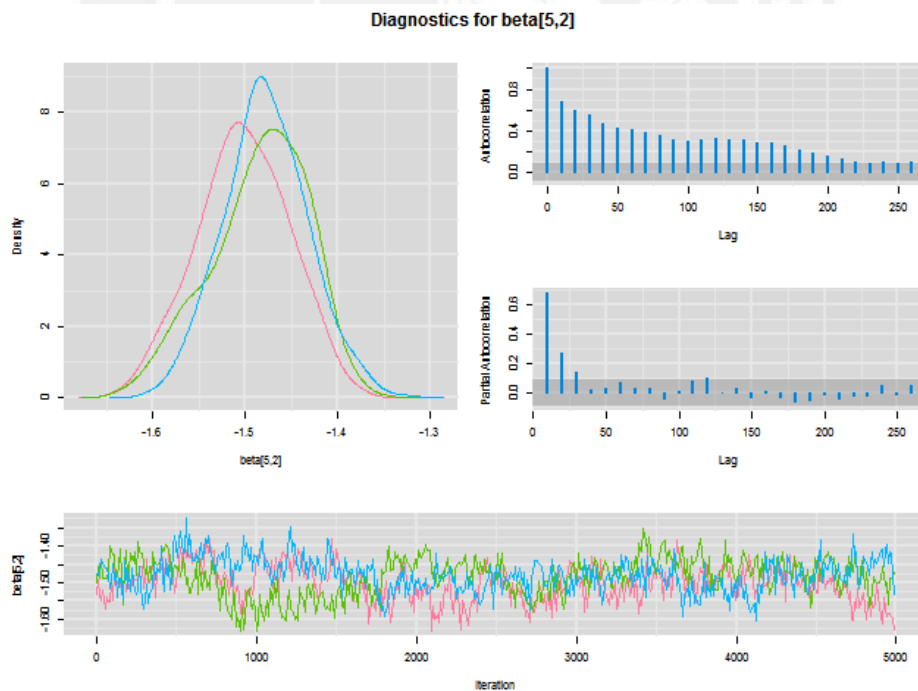 Diagnostics for beta[5,2]
Density
0 2 4 6 8
-1.6 -1.5 -1.4 -1.3
beta[5,2]
Autocorrelation
0.0 0.4 0.8
0 50 100 150 200 250
Lag
Partial Autocorrelation
0.0 0.2 0.4 0.6
0 50 100 150 200 250
Lag
beta[5,2]
-1.60 -1.50 -1.40
0 1000 2000 3000 4000 5000
Iteration